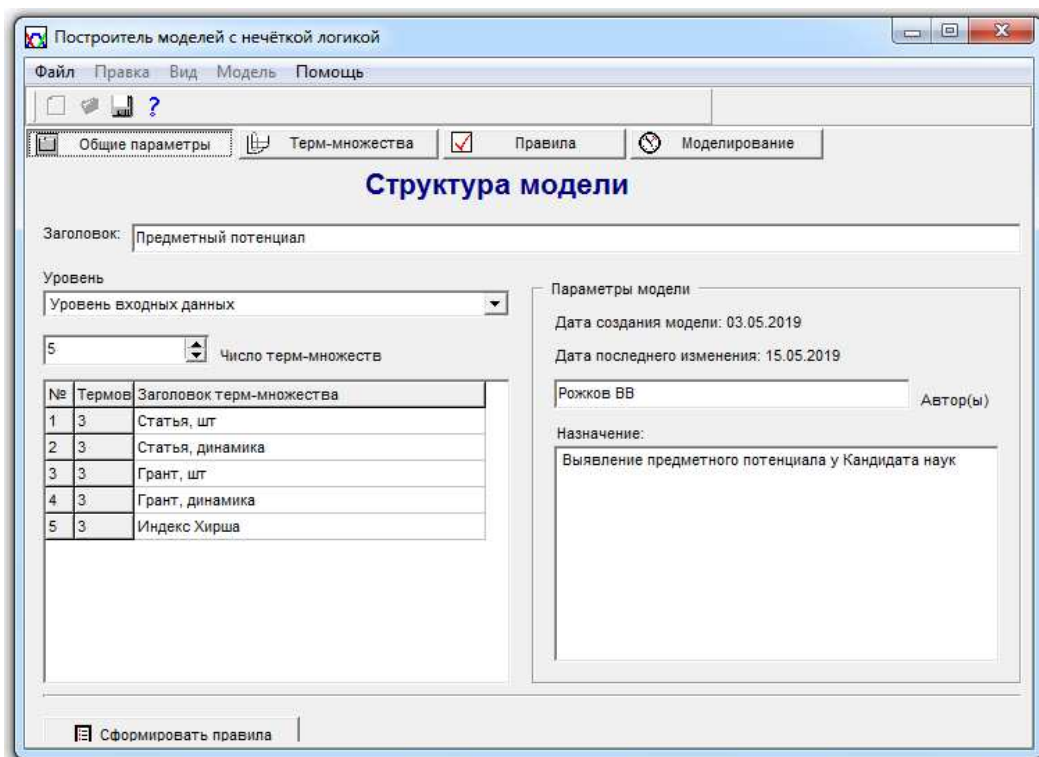 Построитель моделей с нечёткой логикой
Файл Правка Вид Модель Помощь
?
Общие параметры Терм-множества Правила Моделирование
Структура модели
Заголовок: Предметный потенциал
Уровень
Уровень входных данных
5 Число терм-множеств
№ Термов Заголовок терм-множества
1 3 Статья, шт
2 3 Статья, динамика
3 3 Грант, шт
4 3 Грант, динамика
5 3 Индекс Хирша
Параметры модели
Дата создания модели: 03.05.2019
Дата последнего изменения: 15.05.2019
Рожков ВВ Автор(ы)
Назначение:
Выявление предметного потенциала у Кандидата наук
Сформировать правила